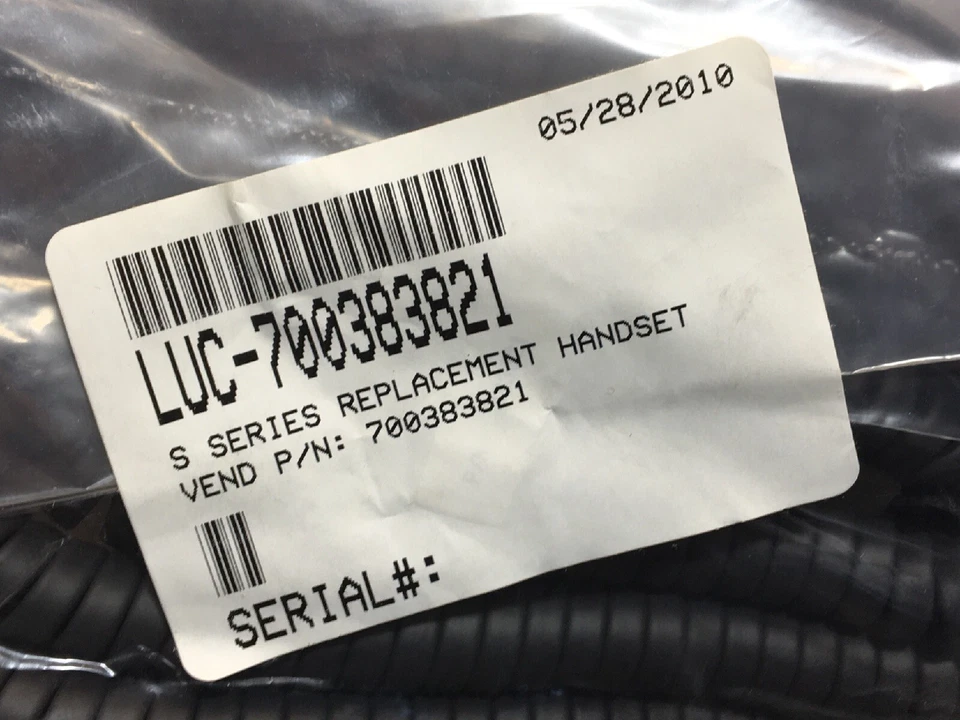 05/28/2010
LUC-700383821
S SERIES REPLACEMENT HANDSET
VEND P/N: 700383821
SERIAL#: